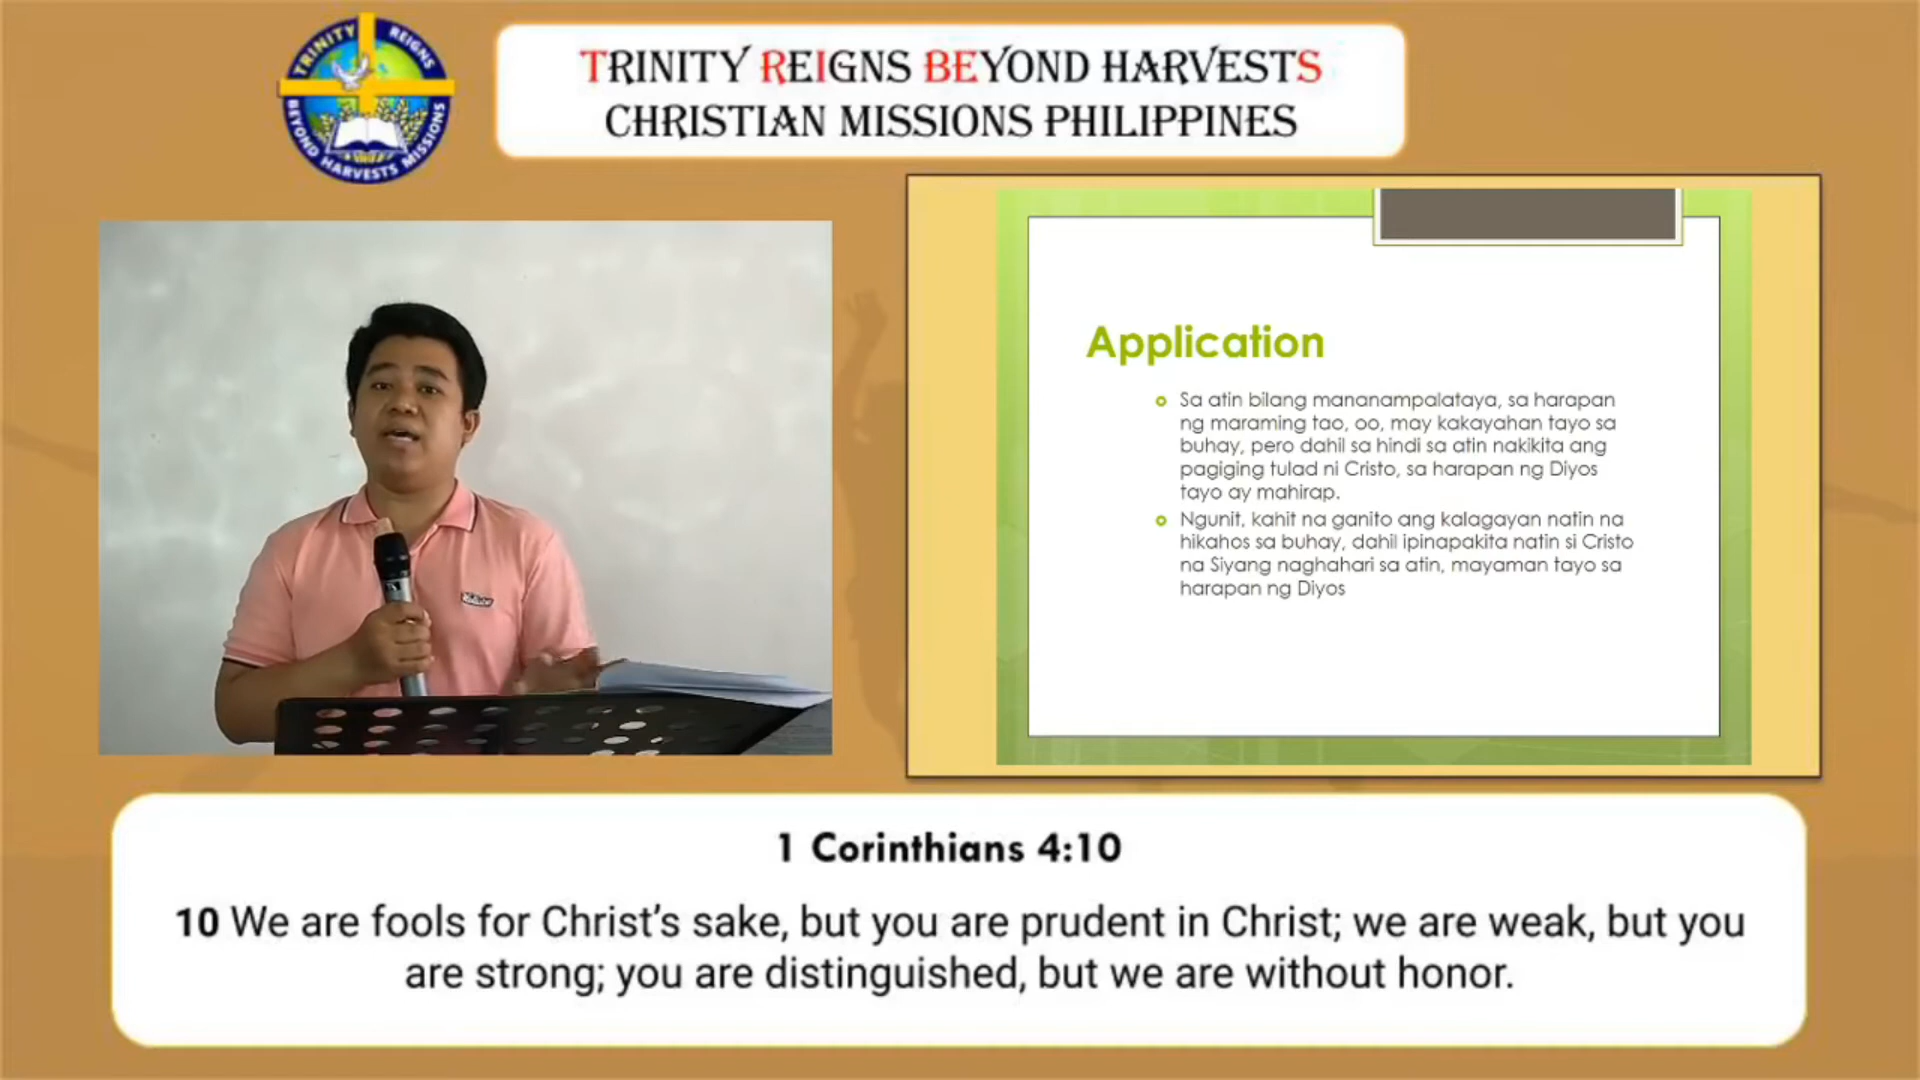 TRINITY REIGNS
BEYOND HARVESTS MISSIONS
TRINITY REIGNS BEYOND HARVESTS
CHRISTIAN MISSIONS PHILIPPINES
Application
Sa atin bilang mananampalataya, sa harapan
ng maraming tao, oo, may kakayahan tayo sa
buhay, pero dahil sa hindi sa atin nakikita ang
pagiging tulad ni Cristo, sa harapan ng Diyos
tayo ay mahirap.
Ngunit, kahit na ganito ang kalagayan natin na
hikahos sa buhay, dahil ipinapakita natin si Cristo
na Siyang naghahari sa atin, mayaman tayo sa
harapan ng Diyos
1 Corinthians 4:10
10 We are fools for Christ's sake, but you are prudent in Christ; we are weak, but you
are strong; you are distinguished, but we are without honor.